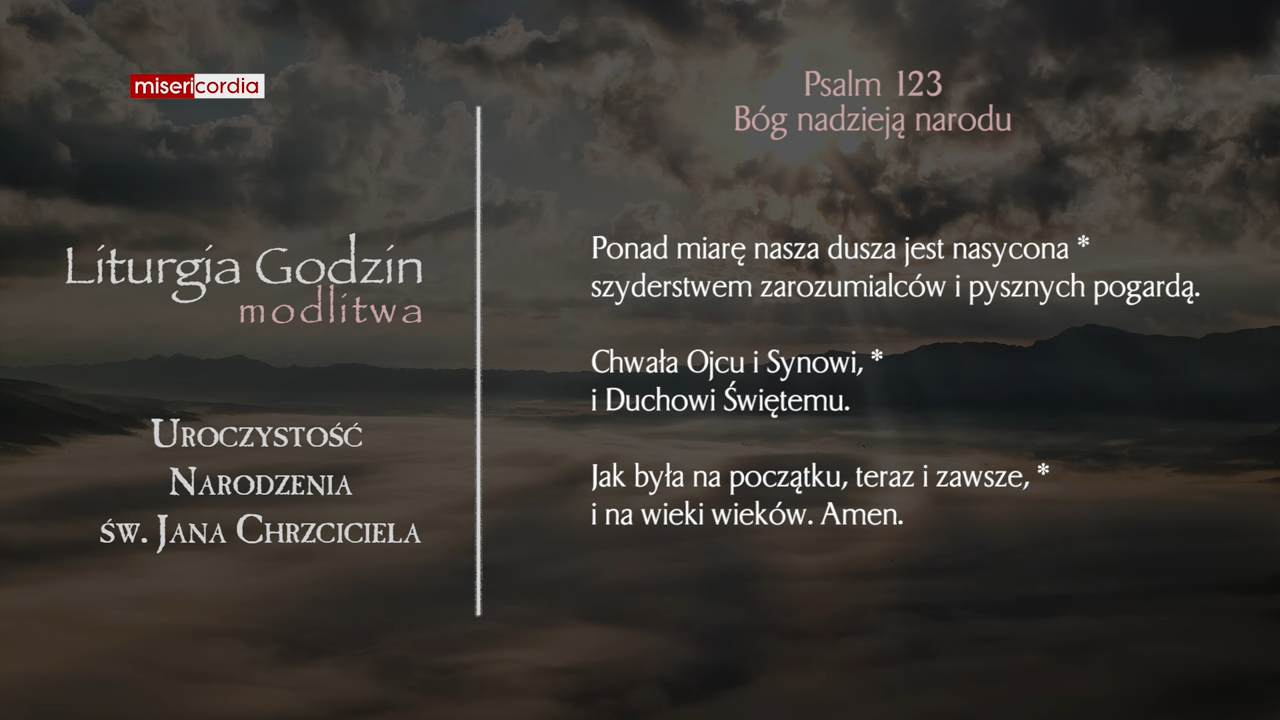 misericordia
Liturgia Godzin
modlitwa
Uroczystość
Narodzenia
św. Jana Chrzciciela
Psalm 123
Bóg nadzieją narodu
Ponad miarę nasza dusza jest nasycona *
szyderstwem zarozumialców i pysznych pogardą.
Chwała Ojcu i Synowi, *
i Duchowi Świętemu.
Jak była na początku, teraz i zawsze, *
i na wieki wieków. Amen.